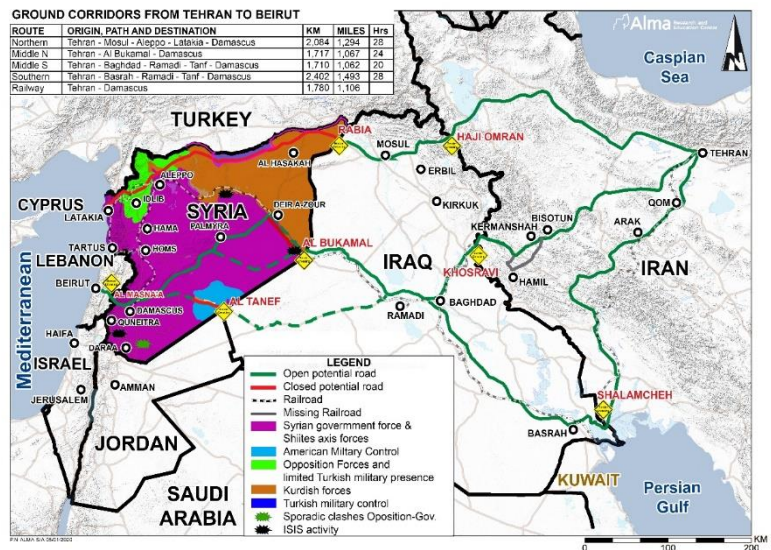 GROUND CORRIDORS FROM TEHRAN TO BEIRUT
ROUTE ORIGIN, PATH AND DESTINATION KM MILES Hrs
Northern Tehran - Mosul - Aleppo - Latakia - Damascus 2,084 1,294 28
Middle N Tehran - Al Bukamal - Damascus 1,717 1,067 24
Middle S Tehran - Baghdad - Ramadi - Tanf - Damascus 1,710 1,062 20
Southern Tehran - Basrah - Ramadi - Tanf - Damascus 2,402 1,493 28
Railway Tehran - Damascus 1,780 1,106
Alma Research and Education Center
Caspian Sea
TURKEY
RABIA
MOSUL
HAJI OMRAN
TEHRAN
AL HASAKAH
ERBIL
ALEPPO
IDLIB
CYPRUS
LATAKIA
SYRIA
DEIR A-ZOUR
KIRKUK
QOM
HAMA
PALMYRA
KERMANSHAH
BISOTUN
ARAK
TARTUS
HOMS
AL BUKAMAL
IRAQ
KHOSRAVI
IRAN
LEBANON
HAMIL
BEIRUT
AL MASNA'A
AL TANEF
BAGHDAD
RAMADI
DAMASCUS
QUNEITRA
Mediterranean
HAIFA
DARAA
ISRAEL
AMMAN
JERUSALEM
SHALAMCHEH
BASRAH
JORDAN
KUWAIT
SAUDI ARABIA
Persian Gulf
LEGEND
Open potential road
Closed potential road
Railroad
Missing Railroad
Syrian government force &
Shiites axis forces
American Miltary Control
Opposition Forces and
limited Turkish military presence
Kurdish forces
Turkish military control
Sporadic clashes Oposition-Gov.
ISIS activity
KM
0 100 200